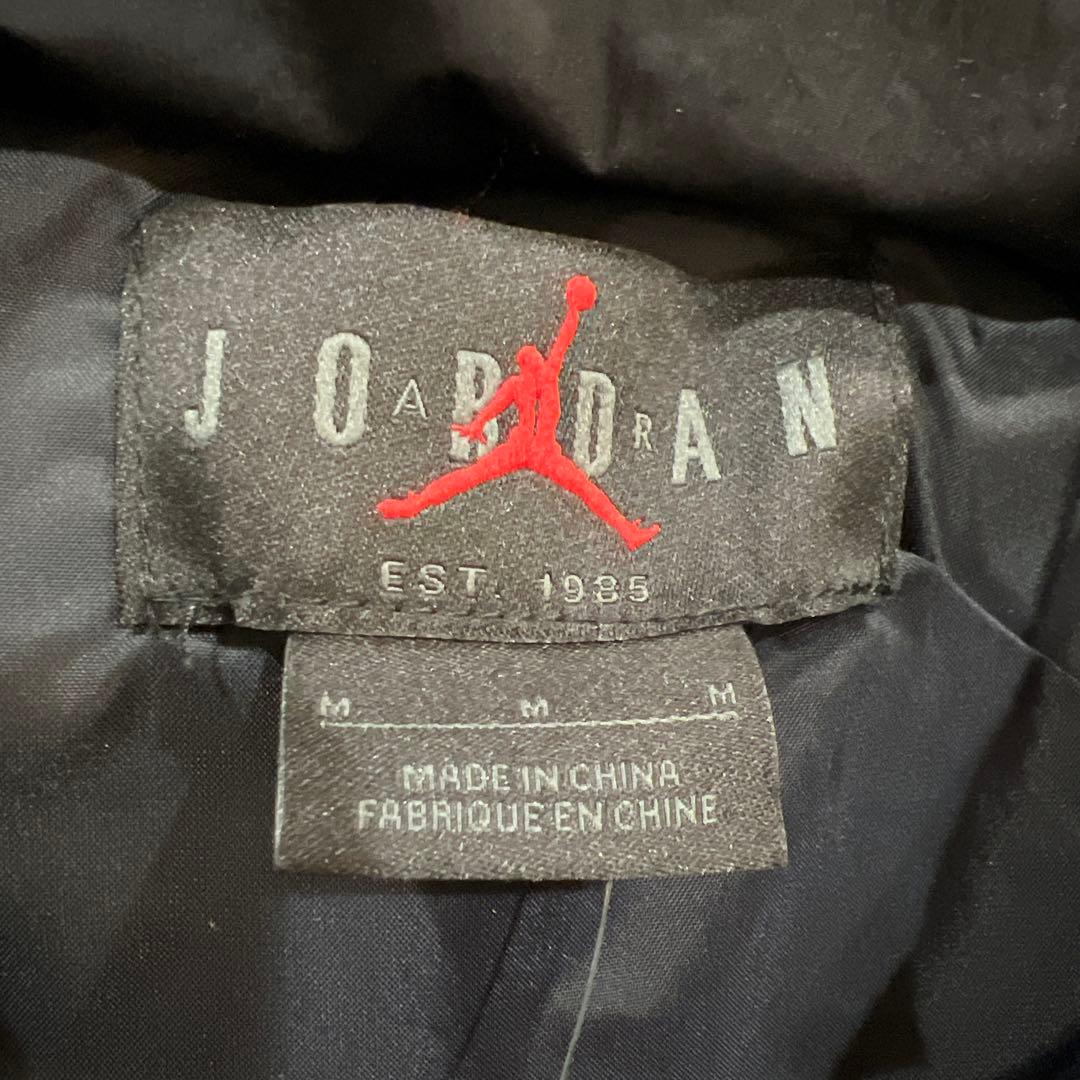 JORDAN
AIR
EST. 1985
M M M
MADE IN CHINA
FABRIQUE EN CHINE